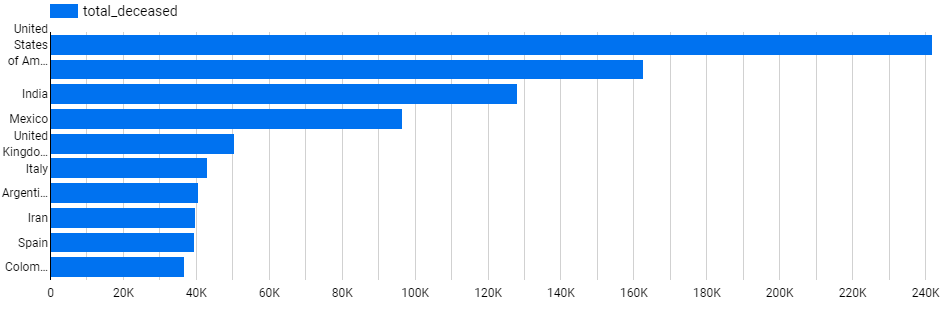 total_deceased
United
States
of Am...
India
Mexico
United
Kingdo...
Italy
Argenti...
Iran
Spain
Colom...
0 20K 40K 60K 80K 100K 120K 140K 160K 180K 200K 220K 240K